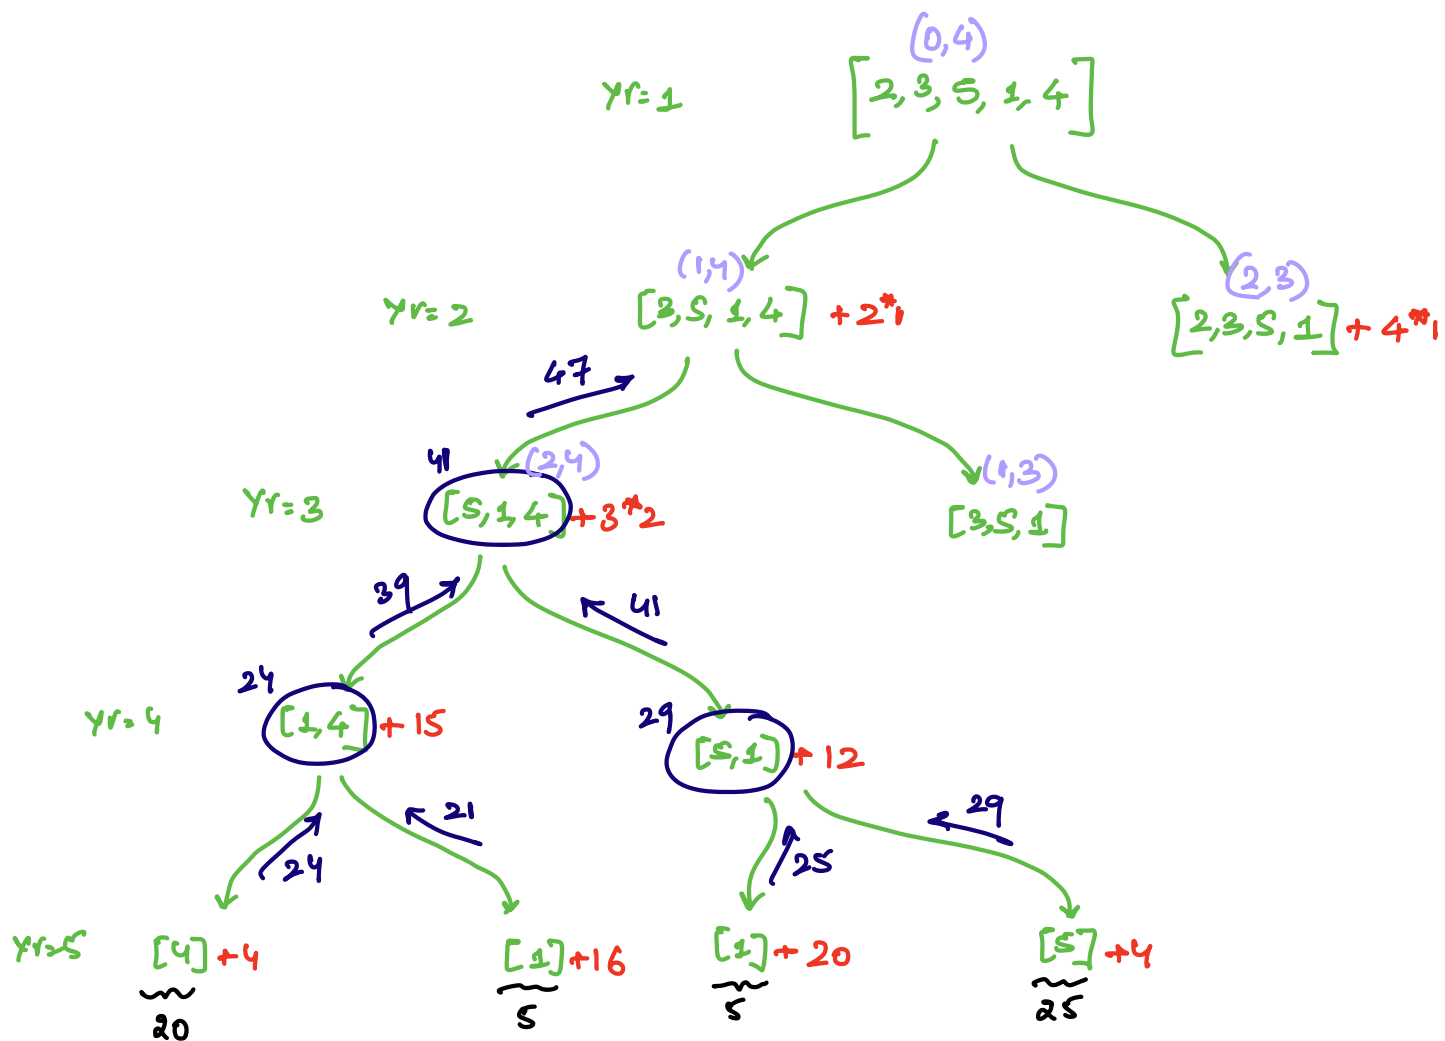 (0,4)
yr=1 [2,3,5,1,4]
(1,4) (2,3)
yr=2 [3,5,1,4] +2*1 [2,3,5,1] +4*1
47
41 (2,4) (1,3)
yr=3 [5,1,4] +3*2 [3,5,1]
39 41
24 29
yr=4 [1,4] +15 [5,1] +12
24 21 25 29
yr=5 [4] +4 [1] +16 [1] +20 [5] +4
20 5 5 25